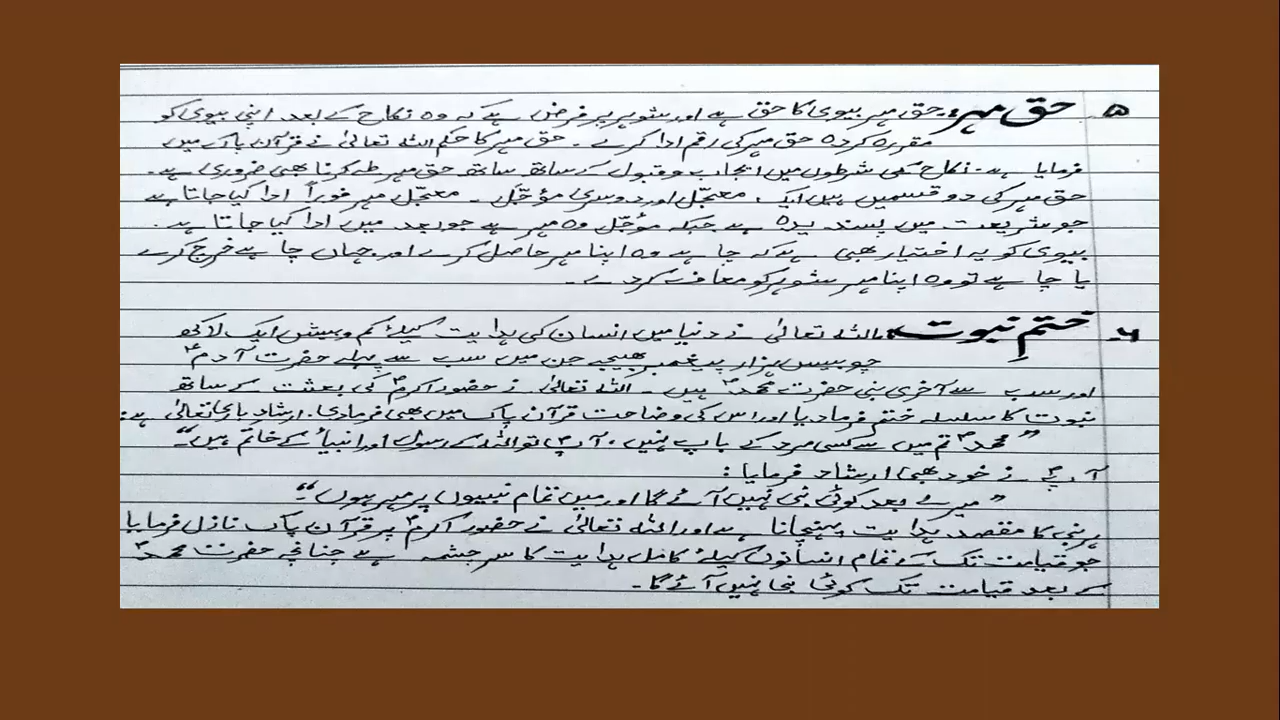 ۵۔ حق مہر:۔ حق مہر بیوی کا حق ہے اور شوہر پر فرض ہے کہ وہ نکاح کے بعد اپنی بیوی کو
مقررہ کردہ حق مہر کی رقم ادا کرے۔ حق مہر کا حکم اللہ تعالیٰ نے قرآن پاک میں
فرمایا ہے۔ نکاح کی شرطوں میں ایجاب و قبول کے ساتھ ساتھ حق مہر طہ کرنا بھی ضروری ہے۔
حق مہر کی دو قسمیں ہیں ایک معجّل اور دوسری مؤجّل۔ معجّل مہر فوراً ادا کیا جاتا ہے
جو شریعت میں پسندیدہ ہے جبکہ مؤجّل وہ مہر ہے جو بعد میں ادا کیا جاتا ہے۔
بیوی کو یہ اختیار بھی ہے کہ چاہے وہ اپنا مہر حاصل کرے اور جہاں چاہے خرچ کرے
یا چاہے تو وہ اپنا مہر شوہر کو معاف کر دے۔
۶۔ ختمِ نبوت:۔ اللہ تعالیٰ نے دنیا میں انسان کی ہدایت کیلئے کم و بیش ایک لاکھ
چوبیس ہزار پیغمبر بھیجے جن میں سب سے پہلے حضرت آدمؑ
اور سب سے آخری نبی حضرت محمدؐ ہیں۔ اللہ تعالیٰ نے حضور اکرمؐ کی بعثت کے ساتھ
نبوت کا سلسلہ ختم فرما دیا اور اس کی وضاحت قرآن پاک میں بھی فرما دی۔ ارشاد باری تعالیٰ ہے:
”محمدؐ تم میں سے کسی مرد کے باپ نہیں، آپؐ تو اللہ کے رسول اور انبیاؑ کے خاتم ہیں“
آپؐ نے خود بھی ارشاد فرمایا:
”میرے بعد کوئی نبی نہیں آئے گا اور میں تمام نبیوں پر مہر ہوں“
ہر نبی کا مقصد ہدایت پہنچانا ہے اور اللہ تعالیٰ نے حضور اکرمؐ پر قرآن پاک نازل فرمایا
جو قیامت تک کے تمام انسانوں کیلئے کامل ہدایت کا سرچشمہ ہے چنانچہ حضرت محمدؐ
کے بعد قیامت تک کوئی نبی نہیں آئے گا۔